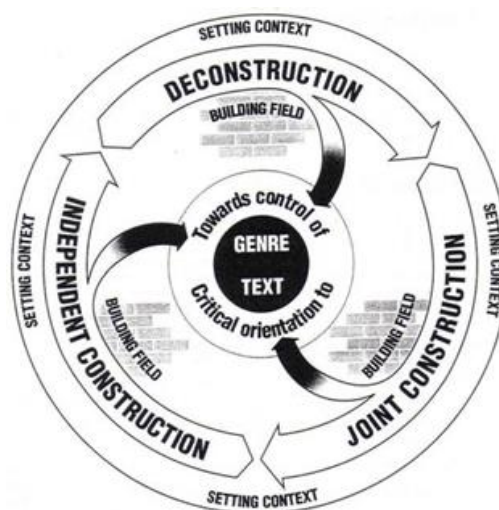 SETTING CONTEXT
DECONSTRUCTION
BUILDING FIELD
Towards control of
GENRE
TEXT
Critical orientation to
SETTING CONTEXT
INDEPENDENT CONSTRUCTION
BUILDING FIELD
BUILDING FIELD
JOINT CONSTRUCTION
SETTING CONTEXT
SETTING CONTEXT